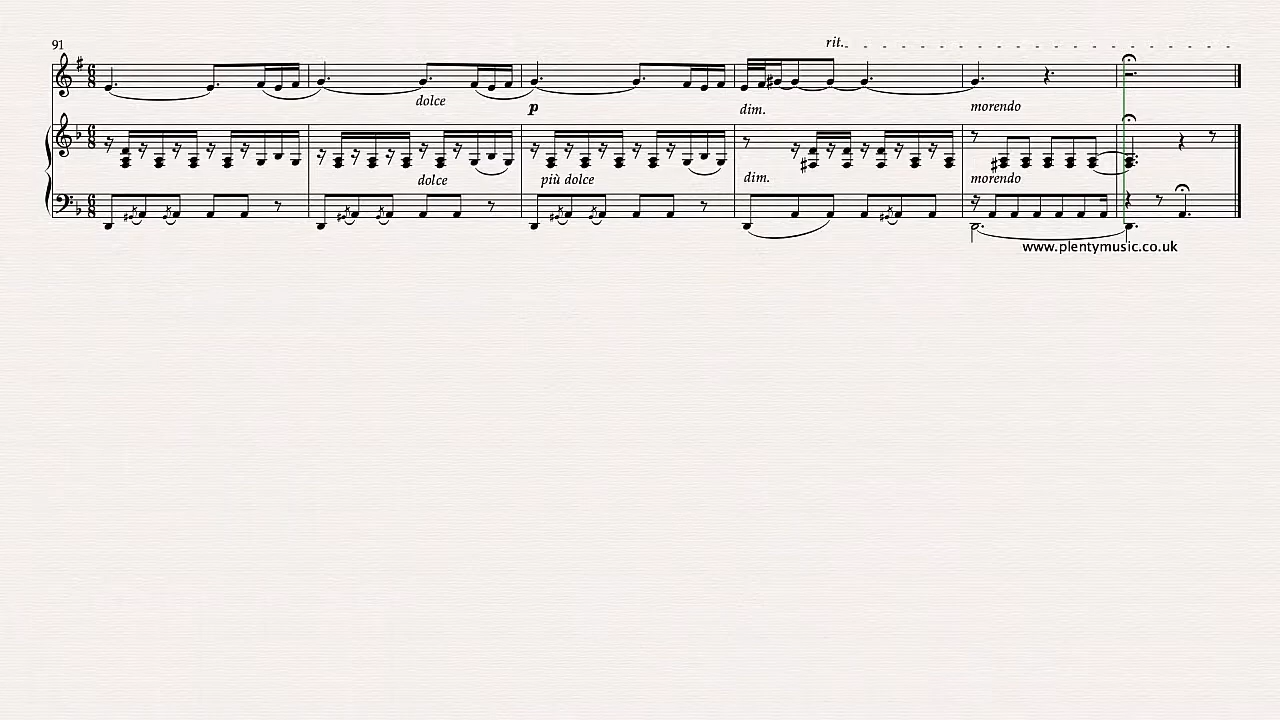 91
rit.
dolce
p
dim.
morendo
dolce
più dolce
dim.
morendo
www.plentymusic.co.uk